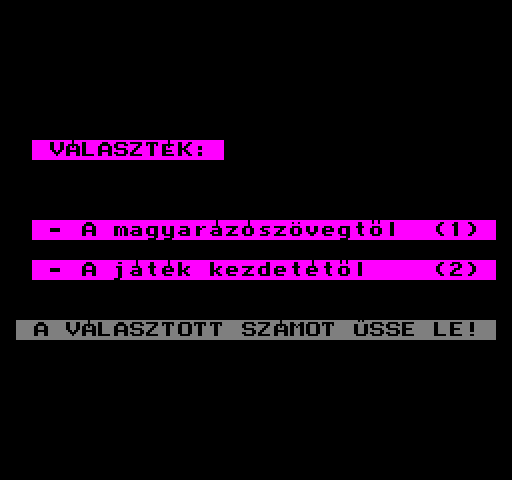 VÁLASZTÉK:
- A magyarázószövegtől (1)
- A játék kezdetétől (2)
A VÁLASZTOTT SZÁMOT ÜSSE LE!